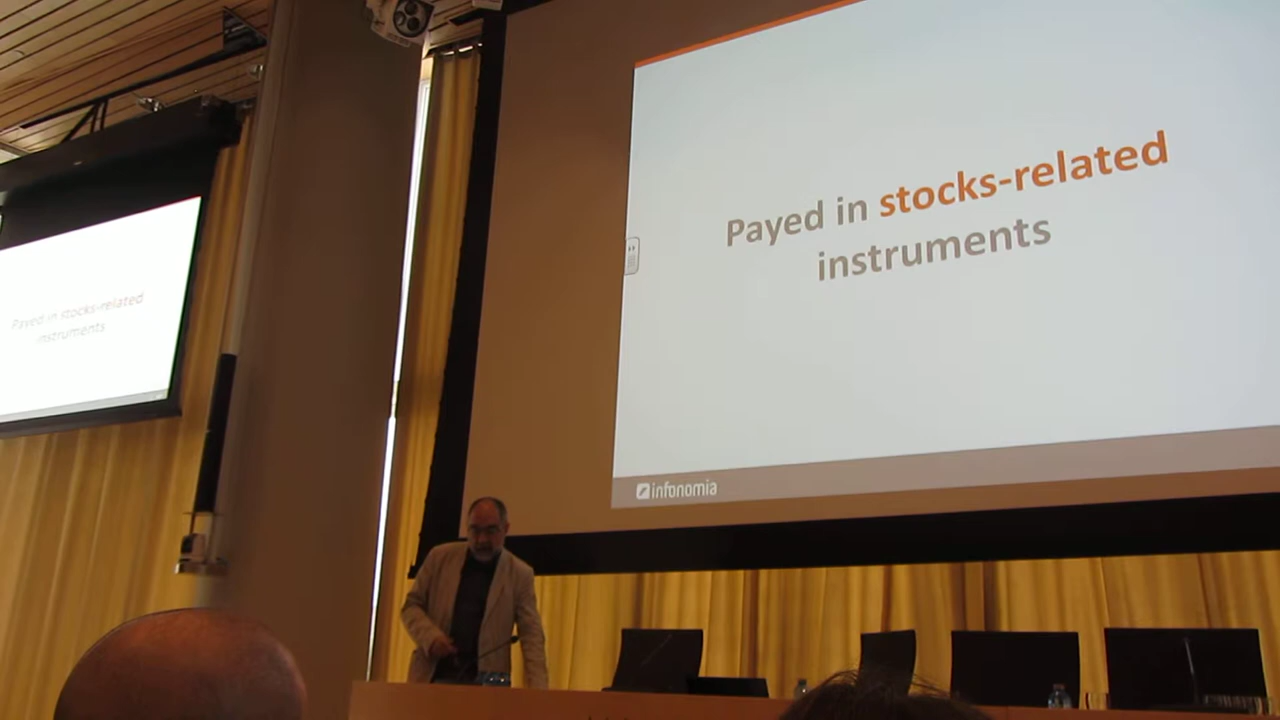 Payed in stocks-related
instruments
infonomia
Payed in stocks-related
instruments